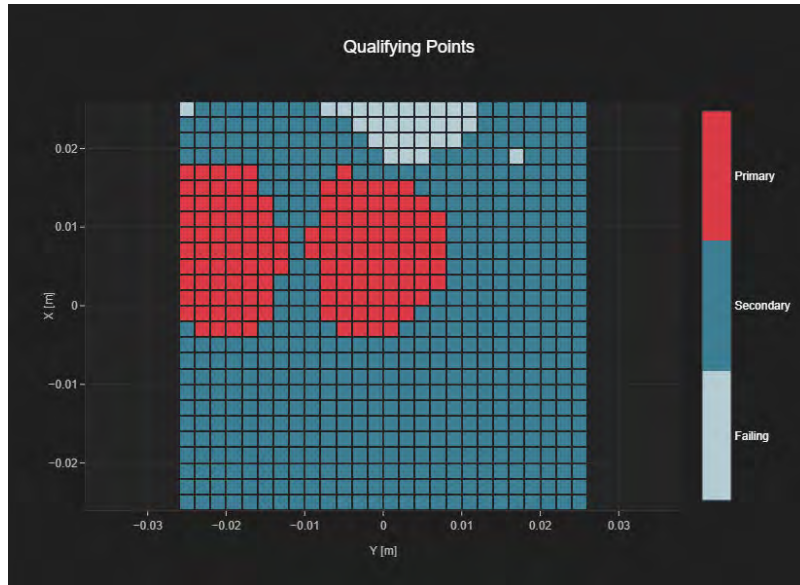 Qualifying Points
0.02
0.01
0
−0.01
−0.02
X [m]
−0.03
−0.02
−0.01
0
0.01
0.02
0.03
Y [m]
Primary
Secondary
Failing